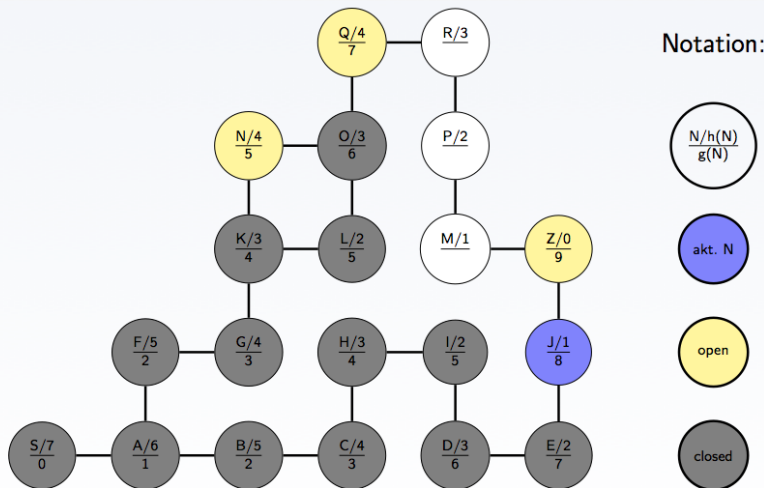 Q/4
7
R/3
Notation:
N/4
5
O/3
6
P/2
N/h(N)
g(N)
K/3
4
L/2
5
M/1
Z/0
9
akt. N
F/5
2
G/4
3
H/3
4
I/2
5
J/1
8
open
S/7
0
A/6
1
B/5
2
C/4
3
D/3
6
E/2
7
closed